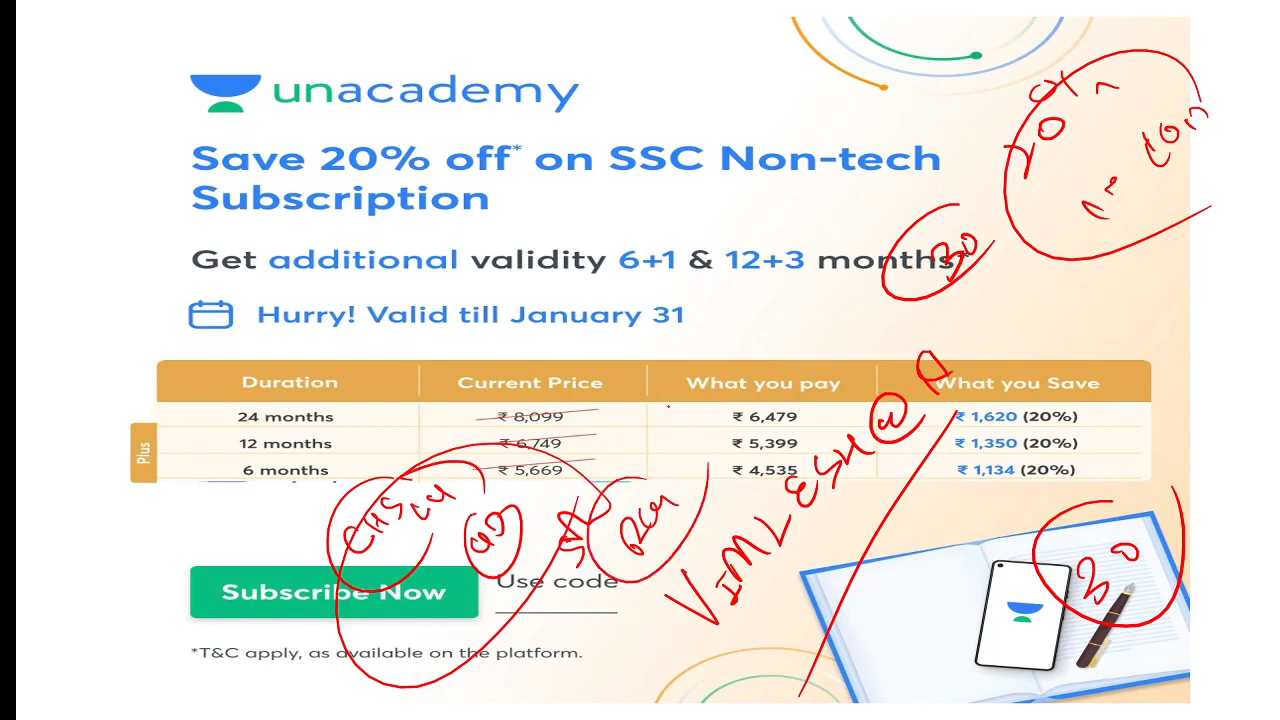 unacademy
Save 20% off* on SSC Non-tech
Subscription
Get additional validity 6+1 & 12+3 months*
30
Hurry! Valid till January 31
Duration Current Price What you pay What you Save
Plus
24 months ₹ 8,099 ₹ 6,479 ₹ 1,620 (20%)
12 months ₹ 6,749 ₹ 5,399 ₹ 1,350 (20%)
6 months ₹ 5,669 ₹ 4,535 ₹ 1,134 (20%)
VIMLESH
30
Subscribe Now Use code
*T&C apply, as available on the platform.